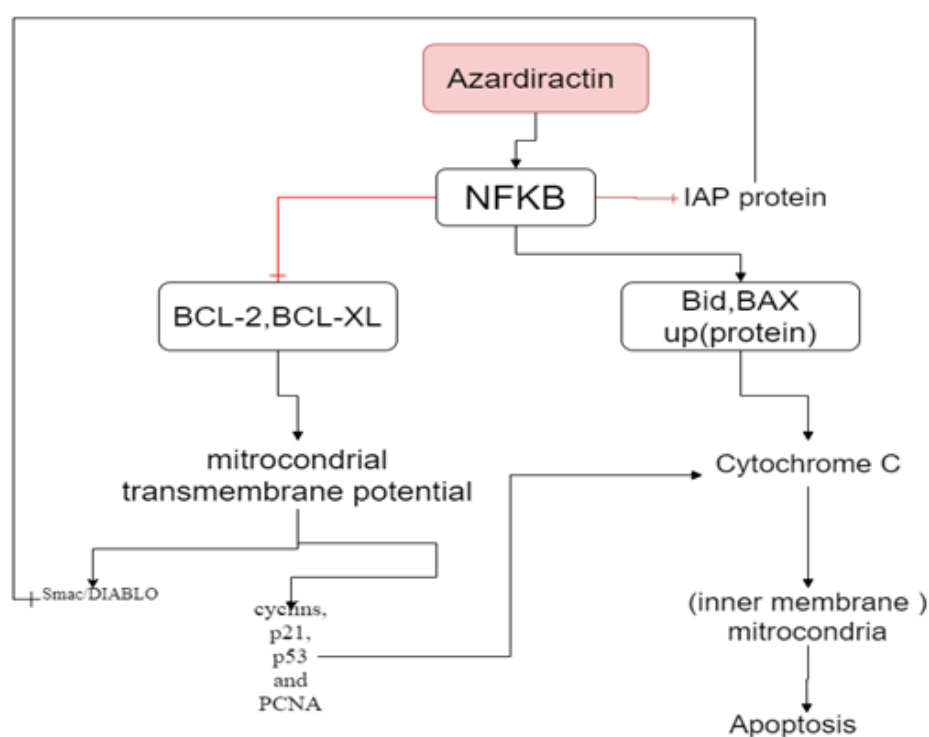 Azardiractin
NFKB
IAP protein
BCL-2,BCL-XL
Bid,BAX
up(protein)
mitrocondrial
transmembrane potential
Cytochrome C
Smac/DIABLO
cyclins,
p21,
p53
and
PCNA
(inner membrane )
mitrocondria
Apoptosis